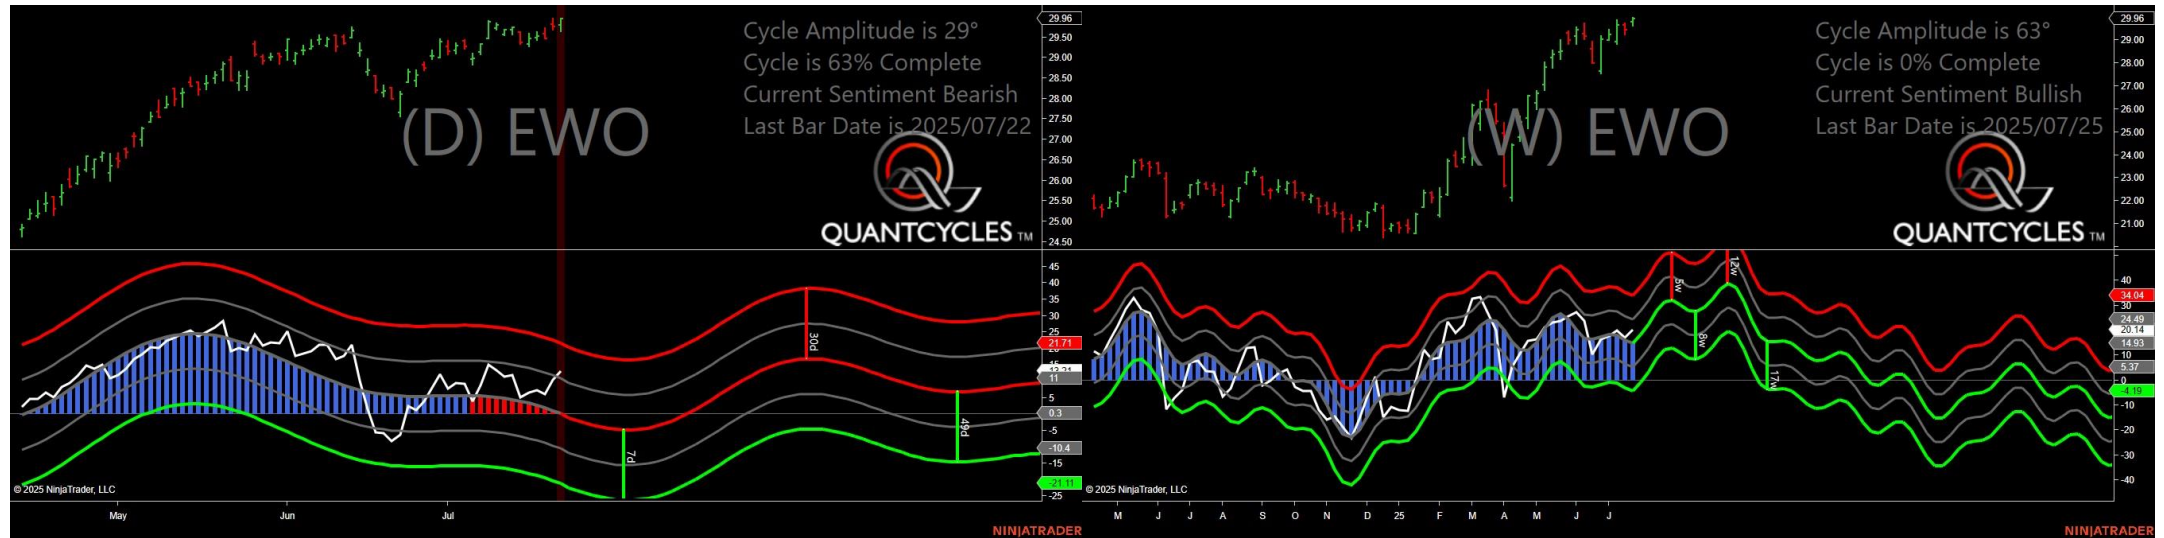 Cycle Amplitude is 29°
Cycle is 63% Complete
Current Sentiment Bearish
Last Bar Date is 2025/07/22
(D) EWO
QUANTCYCLES TM
29.96
29.50
29.00
28.50
28.00
27.50
27.00
26.50
26.00
25.50
25.00
24.50
45
40
35
30
25
21.71
11
5
0.3
-5
-10.4
-15
-21.11
-25
7d
30d
49d
© 2025 NinjaTrader, LLC
May
Jun
Jul
NINJATRADER
Cycle Amplitude is 63°
Cycle is 0% Complete
Current Sentiment Bullish
Last Bar Date is 2025/07/25
(W) EWO
QUANTCYCLES TM
29.96
29.00
28.00
27.00
26.00
25.00
24.00
23.00
22.00
21.00
40
34.04
30
24.49
20.14
14.93
10
5.37
0
-4.19
-10
-20
-30
-40
5w
8w
12w
17w
© 2025 NinjaTrader, LLC
M
J
J
A
S
O
N
D
25
F
M
A
M
J
J
NINJATRADER